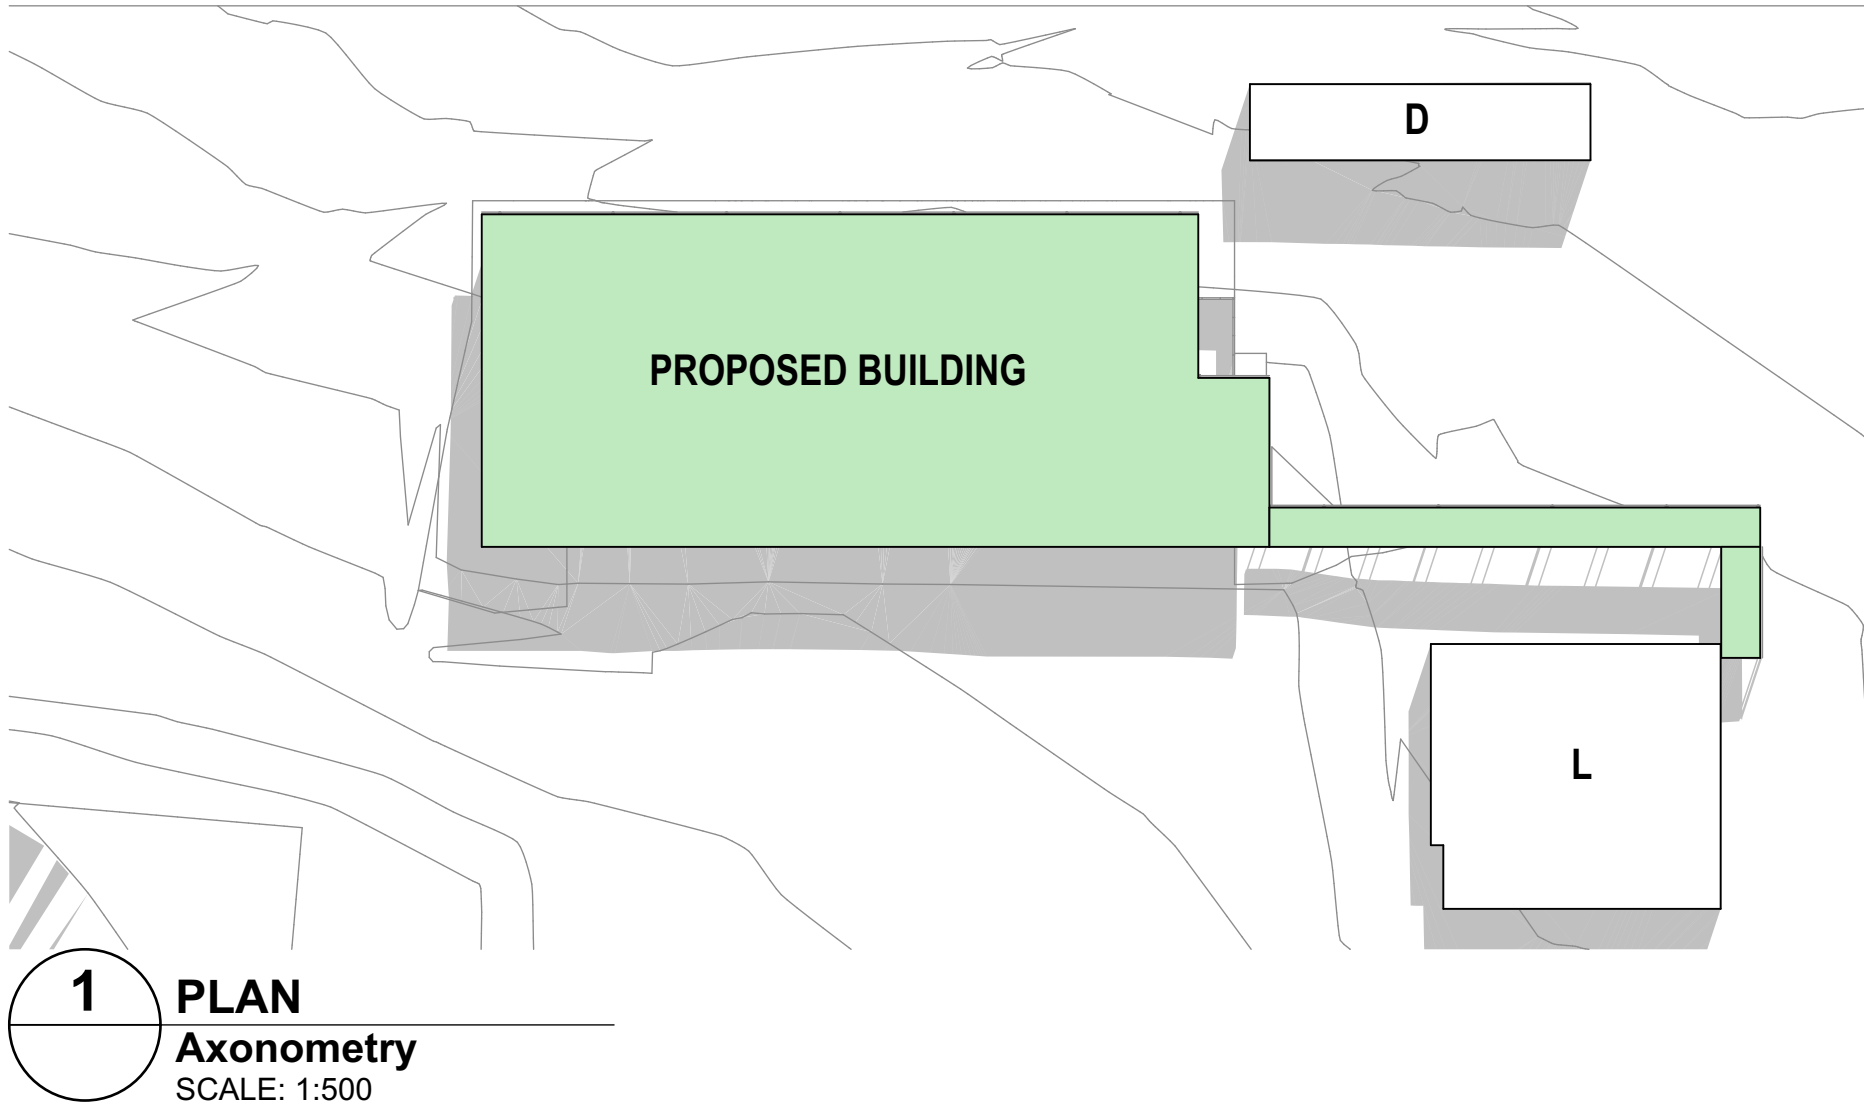 D
PROPOSED BUILDING
L
1
PLAN
Axonometry
SCALE: 1:500